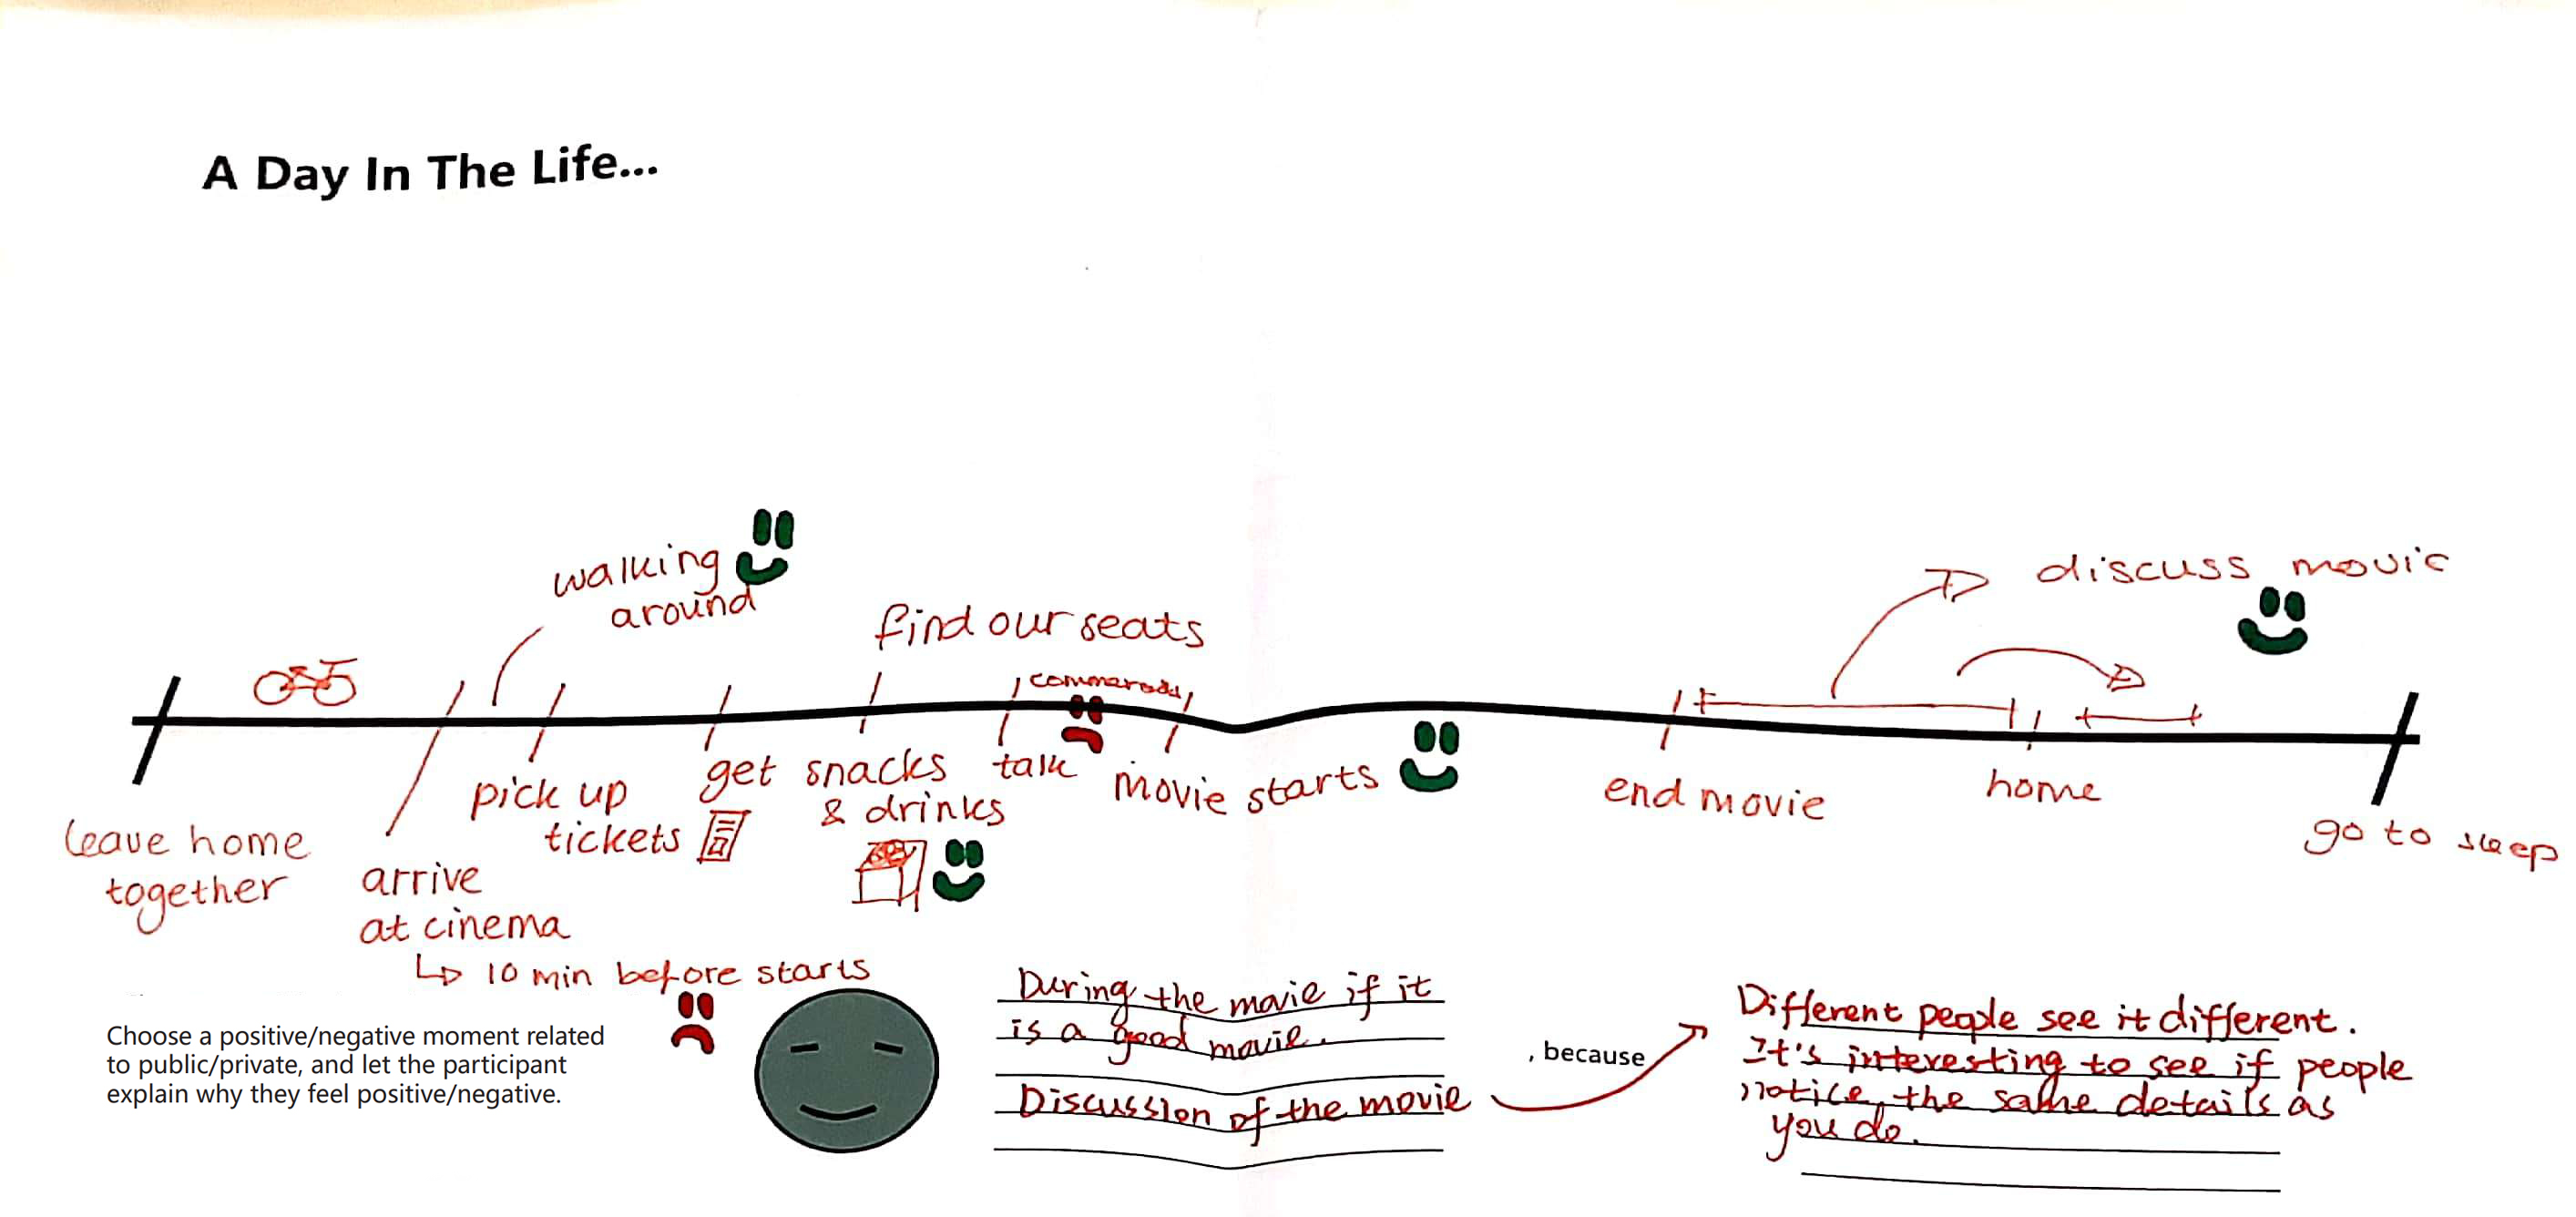 A Day In The Life...
walking
around
find our seats
discuss movie
pick up
tickets
get snacks
& drinks
talk
movie starts
end movie
home
go to sleep
leave home
together
arrive
at cinema
10 min before starts
Choose a positive/negative moment related
to public/private, and let the participant
explain why they feel positive/negative.
During the movie if it
is a good movie.
Discussion of the movie
, because
Different people see it different.
It's interesting to see if people
notice the same details as
you do.